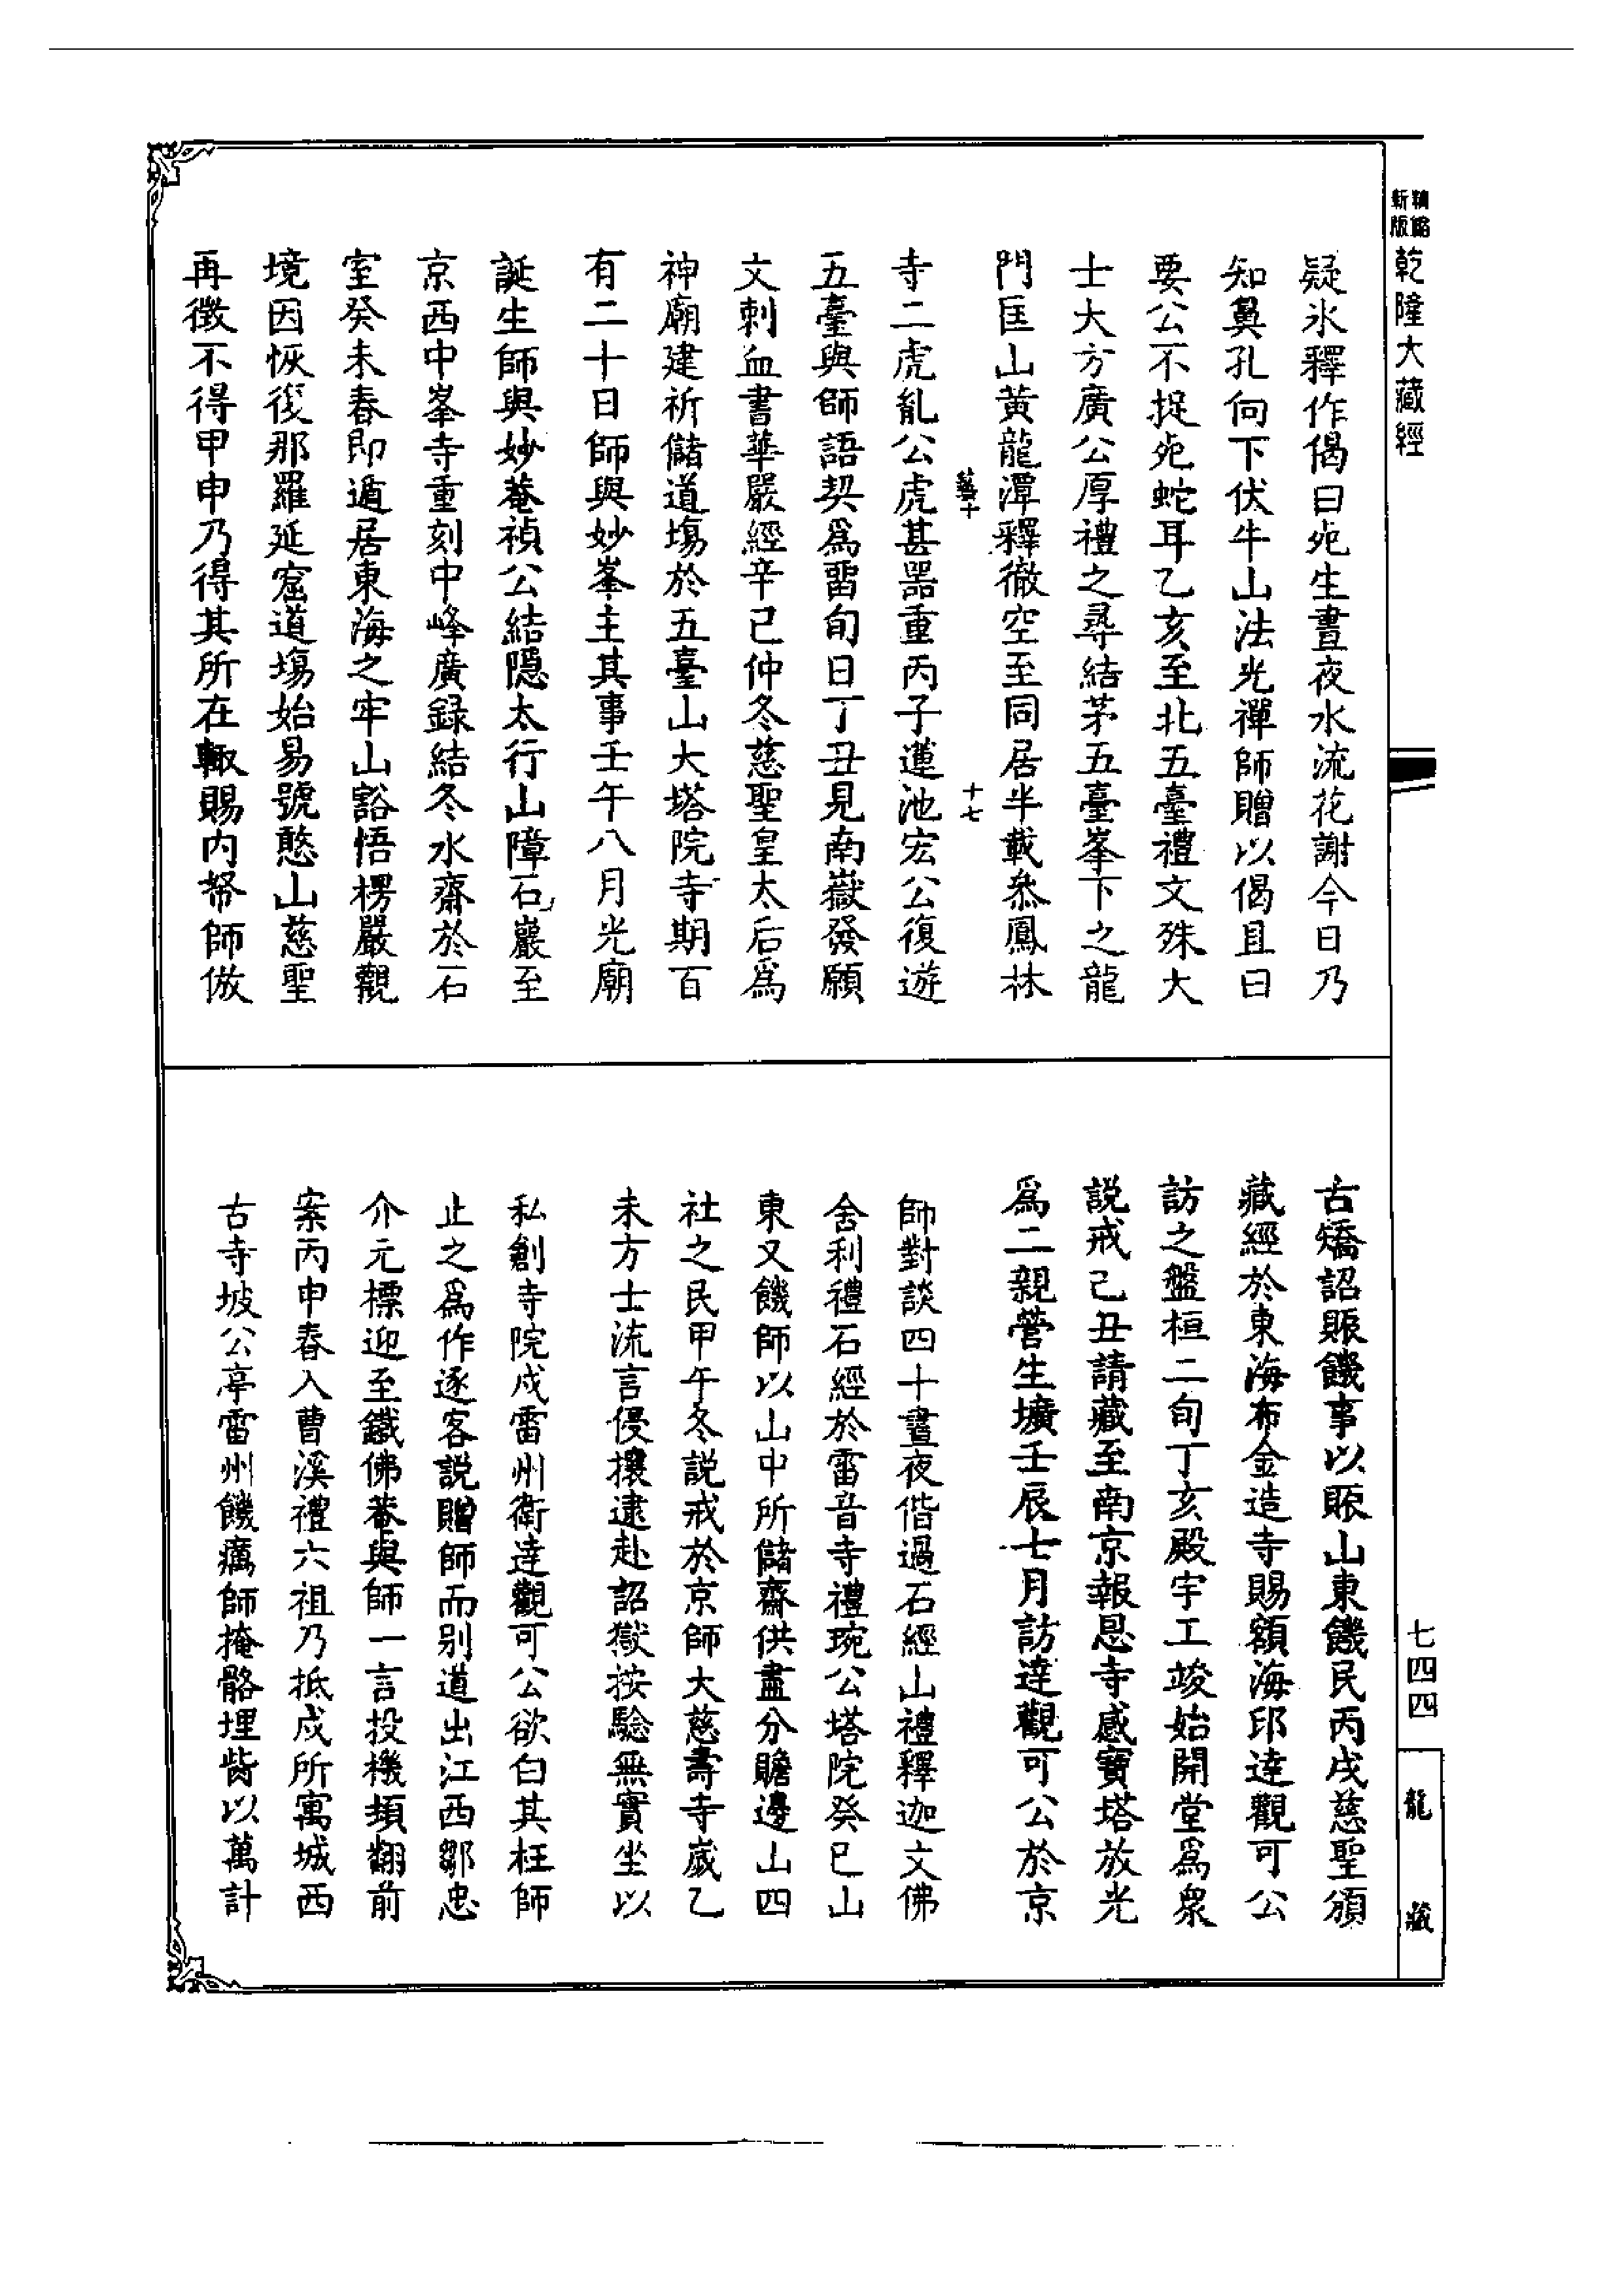 精縮新版乾隆大藏經
疑氷釋作偈曰死生晝夜水流花謝今日乃
知鼻孔向下伏牛山法光禪師贈以偈且曰
要公不捉死蛇耳乙亥至北五臺禮文殊大
士大方廣公厚禮之尋結茅五臺峯下之龍
門匡山黃龍潭釋徹空至同居半載叅鳳林
十七
寺二虎亂公虎甚器重丙子蓮池宏公復遊
五臺與師語契爲畱旬日丁丑見南嶽發願
文刺血書華嚴經辛已仲冬慈聖皇太后爲
神廟建祈儲道塲於五臺山大塔院寺期百
有二十日師與妙峯主其事壬午八月光廟
誕生師與妙菴禎公結隱太行山障石巖至
京西中峯寺重刻中峰廣録結冬水齋於石
室癸未春即遁居東海之牢山豁悟楞嚴觀
境因恢復那羅延窟道塲始易號憨山慈聖
再徵不得甲申乃得其所在輙賜内帑師倣
古矯詔賑饑事以賑山東饑民丙戌慈聖頒
藏經於東海布金造寺賜額海印達觀可公
訪之盤桓二旬丁亥殿宇工竣始開堂爲衆
説戒己丑請藏至南京報恩寺感寶塔放光
爲二親營生壙壬辰七月訪達觀可公於京
師對談四十晝夜偕過石經山禮釋迦文佛
舍利禮石經於雷音寺禮琬公塔院癸已山
東又饑師以山中所儲齋供盡分贍邊山四
社之民甲午冬説戒於京師大慈壽寺嵗乙
未方士流言侵攘逮赴詔獄按驗無實坐以
私創寺院戍雷州衛達觀可公欲白其枉師
止之爲作逐客説贈師而别道出江西鄒忠
介元標迎至鐵佛菴與師一言投機頓翻前
案丙申春入曹溪禮六祖乃抵戍所寓城西
古寺坡公亭雷州饑癘師掩骼埋胔以萬計
七四四
龍藏